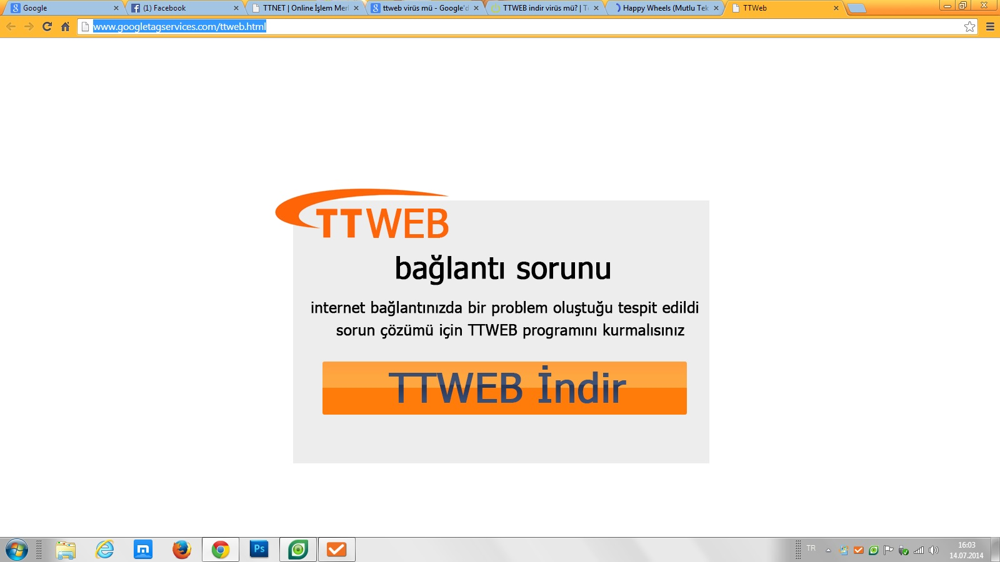 Google
(1) Facebook
TTNET | Online İşlem Mer
ttweb virüs mü - Google'd
TTWEB indir virüs mü? | T
Happy Wheels (Mutlu Tek
TTWeb
www.googletagservices.com/ttweb.html
TTWEB
bağlantı sorunu
internet bağlantınızda bir problem oluştuğu tespit edildi
sorun çözümü için TTWEB programını kurmalısınız
TTWEB İndir
Ps
TR
16:03
14.07.2014